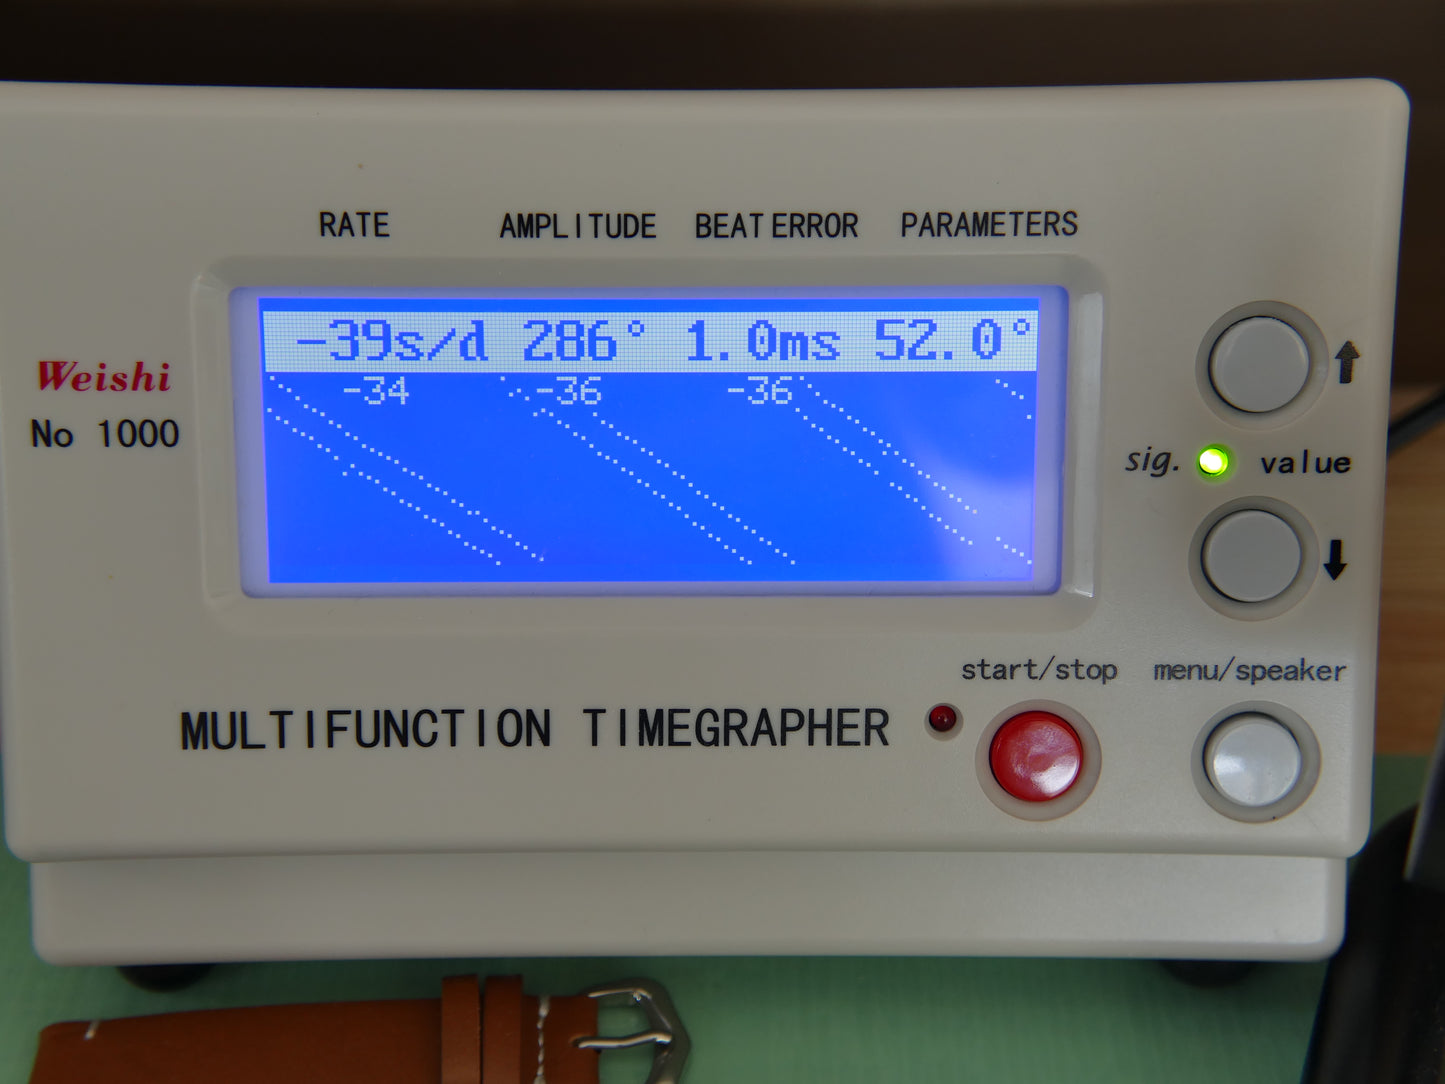 RATE AMPLITUDE BEAT ERROR PARAMETERS
-39s/d 286° 1.0ms 52.0°
-34 -36 -36
Weishi
No 1000
sig. value
start/stop menu/speaker
MULTIFUNCTION TIMEGRAPHER